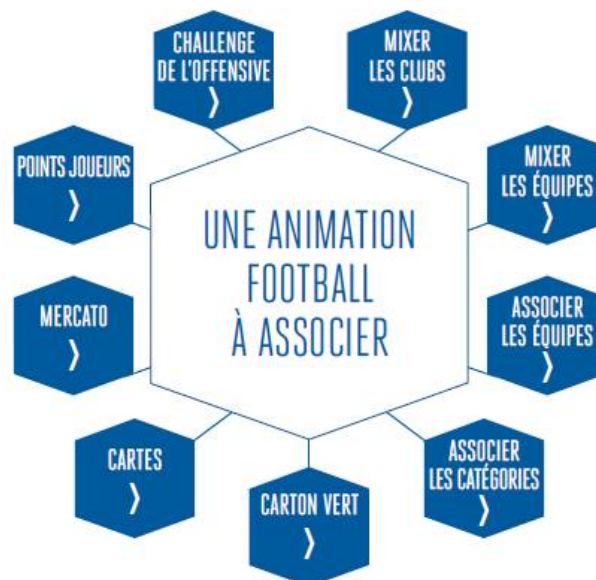 CHALLENGE
DE L'OFFENSIVE
MIXER
LES CLUBS
POINTS JOUEURS
MIXER
LES ÉQUIPES
UNE ANIMATION
FOOTBALL
À ASSOCIER
MERCATO
ASSOCIER
LES ÉQUIPES
CARTES
ASSOCIER
LES CATÉGORIES
CARTON VERT